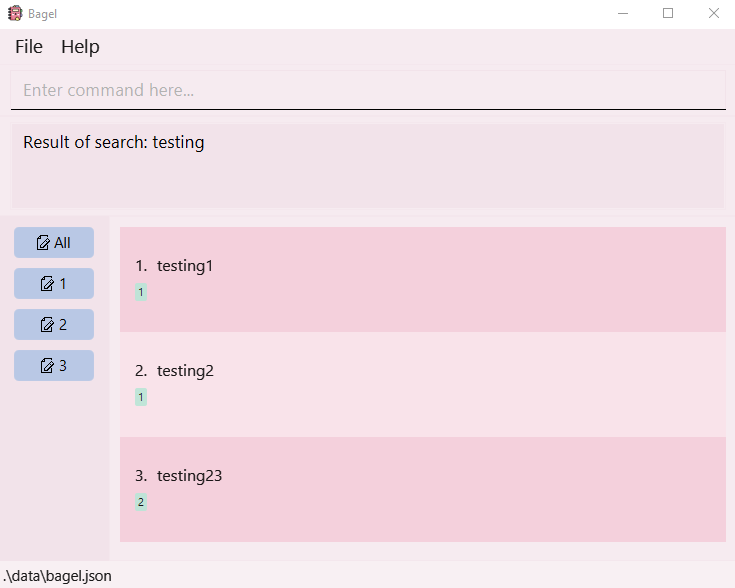 Bagel
File Help
Enter command here...
Result of search: testing
All
1
2
3
1. testing1
1
2. testing2
1
3. testing23
2
.\data\bagel.json